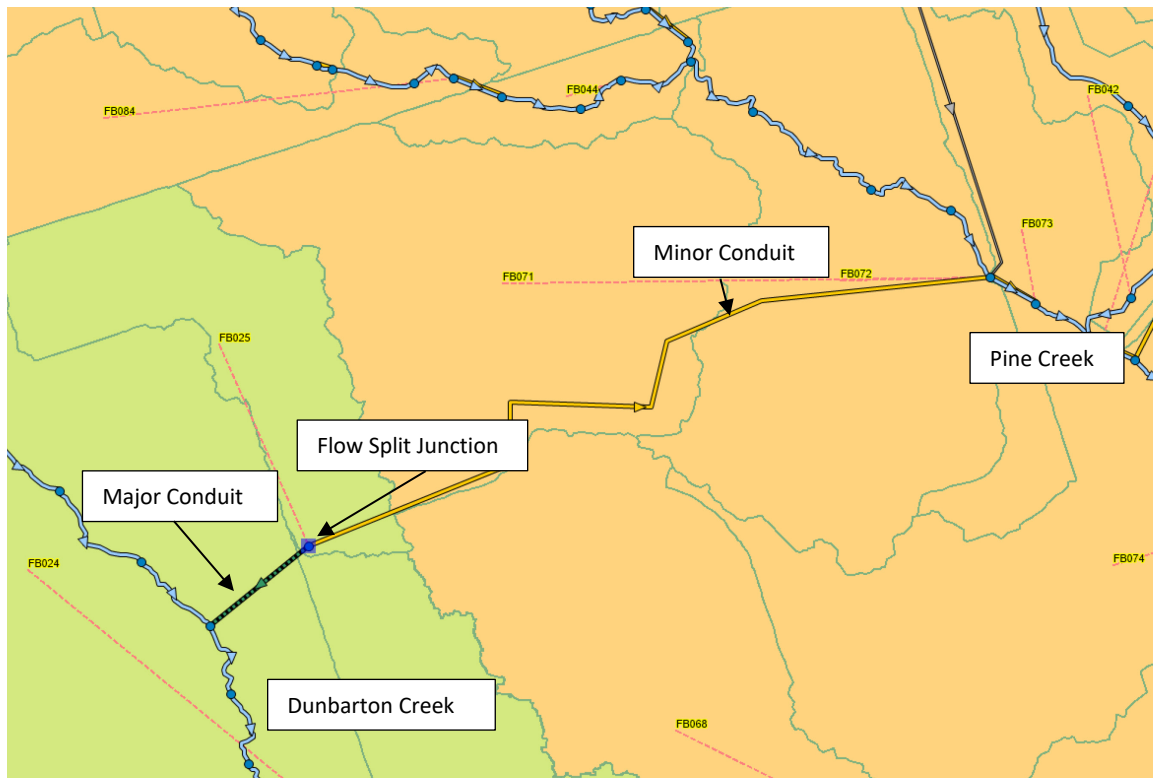 FB044
FB042
FB084
FB073
Minor Conduit
FB071
FB072
FB025
Pine Creek
Flow Split Junction
Major Conduit
FB024
FB074
Dunbarton Creek
FB068